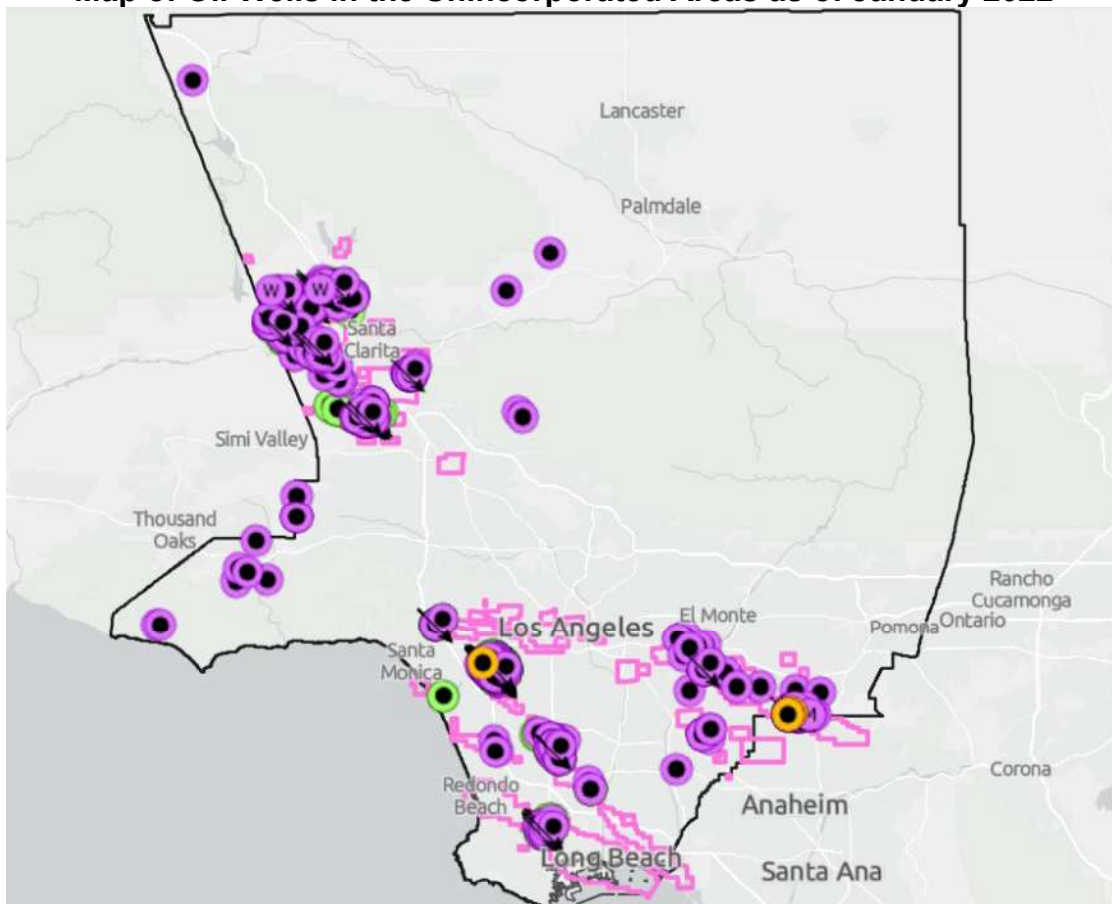 Map of Oil Wells in the Unincorporated Areas as of January 2022
Lancaster
Palmdale
W
W
Santa
Clarita
Simi Valley
Thousand
Oaks
Rancho
Cucamonga
El Monte
Pomona
Ontario
Los Angeles
Santa
Monica
Redondo
Beach
Corona
Anaheim
Long Beach
Santa Ana